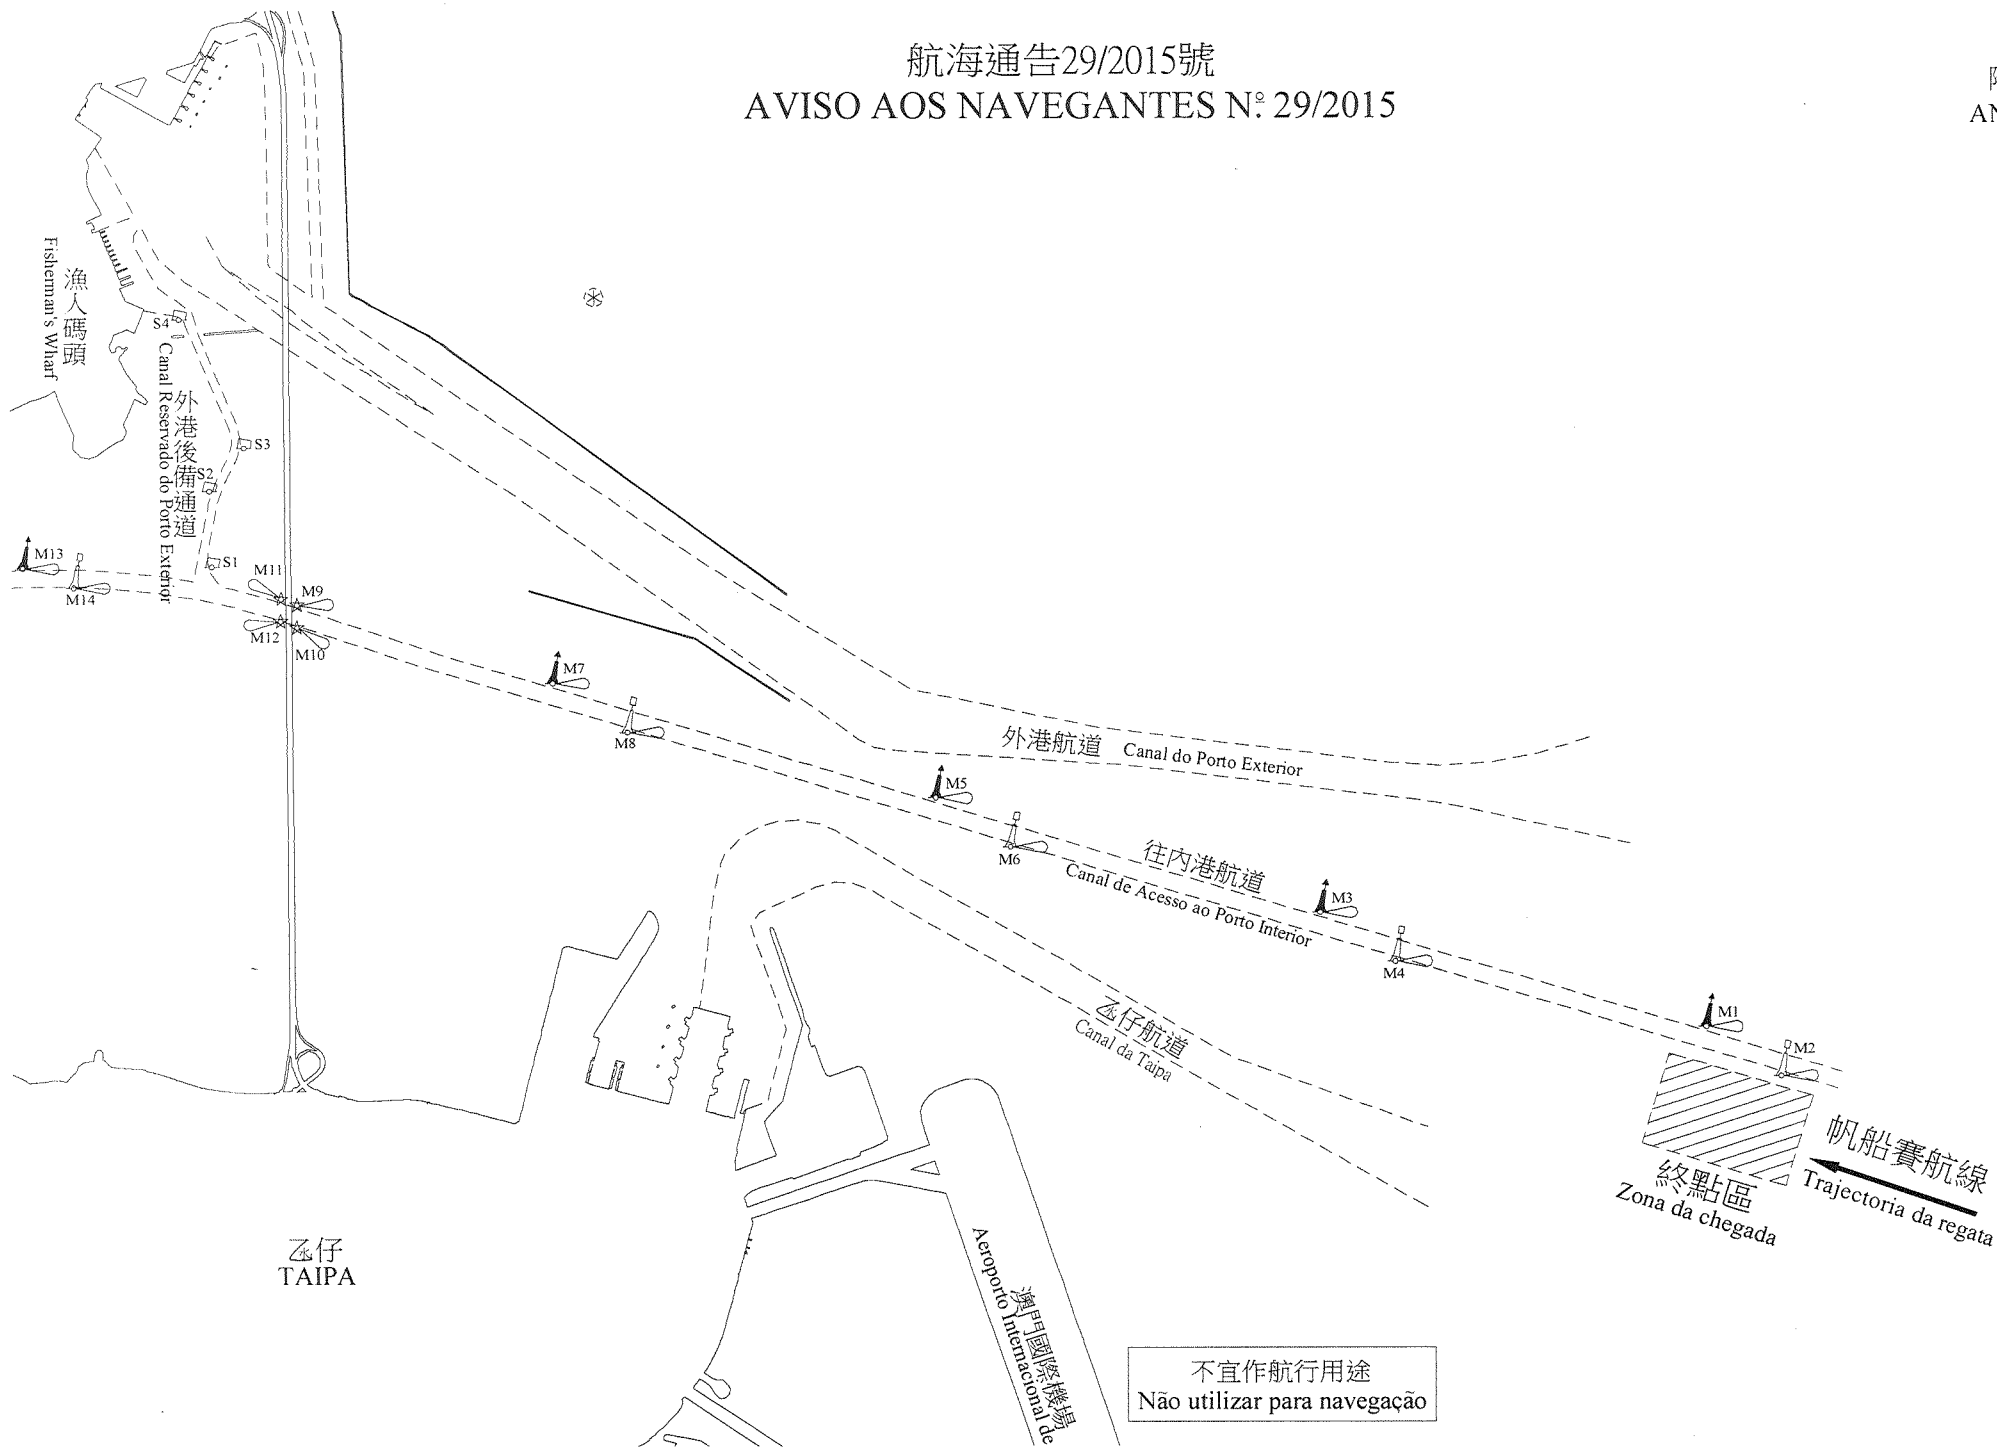 航海通告29/2015號
AVISO AOS NAVEGANTES N.º 29/2015
漁人碼頭
Fisherman's Wharf
S4
外港後備通道
Canal Reservado do Porto Exterior
S3
S2
S1
M13
M14
M11
M9
M12
M10
M7
M8
外港航道 Canal do Porto Exterior
M5
M6
往內港航道
Canal de Acesso ao Porto Interior
M3
M4
氹仔航道
Canal da Taipa
M1
M2
帆船賽航線
Trajectoria da regata
終點區
Zona da chegada
氹仔
TAIPA
澳門國際機場
Aeroporto Internacional de
不宜作航行用途
Não utilizar para navegação